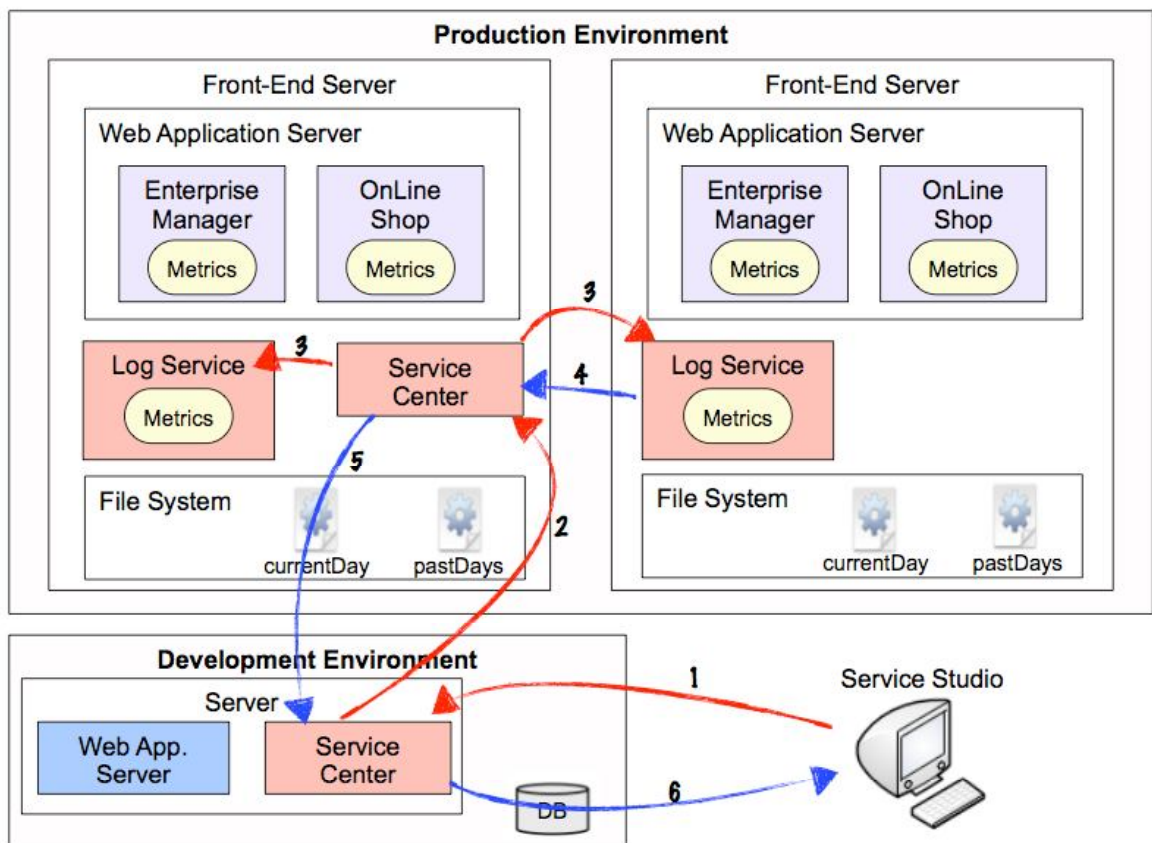 Production Environment
Front-End Server
Web Application Server
Enterprise
Manager
Metrics
OnLine
Shop
Metrics
3
Log Service
Metrics
3
Service
Center
4
5
2
File System
currentDay
pastDays
Front-End Server
Web Application Server
Enterprise
Manager
Metrics
OnLine
Shop
Metrics
Log Service
Metrics
File System
currentDay
pastDays
Development Environment
Server
Web App.
Server
Service
Center
DB
1
6
Service Studio